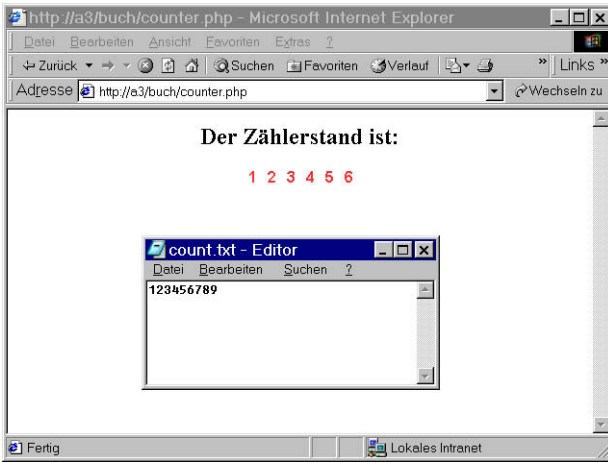 http://a3/buch/counter.php - Microsoft Internet Explorer
Datei Bearbeiten Ansicht Favoriten Extras ?
Zurück Suchen Favoriten Verlauf » Links »
Adresse http://a3/buch/counter.php Wechseln zu
Der Zählerstand ist:
1 2 3 4 5 6
count.txt - Editor
Datei Bearbeiten Suchen ?
123456789
Fertig Lokales Intranet